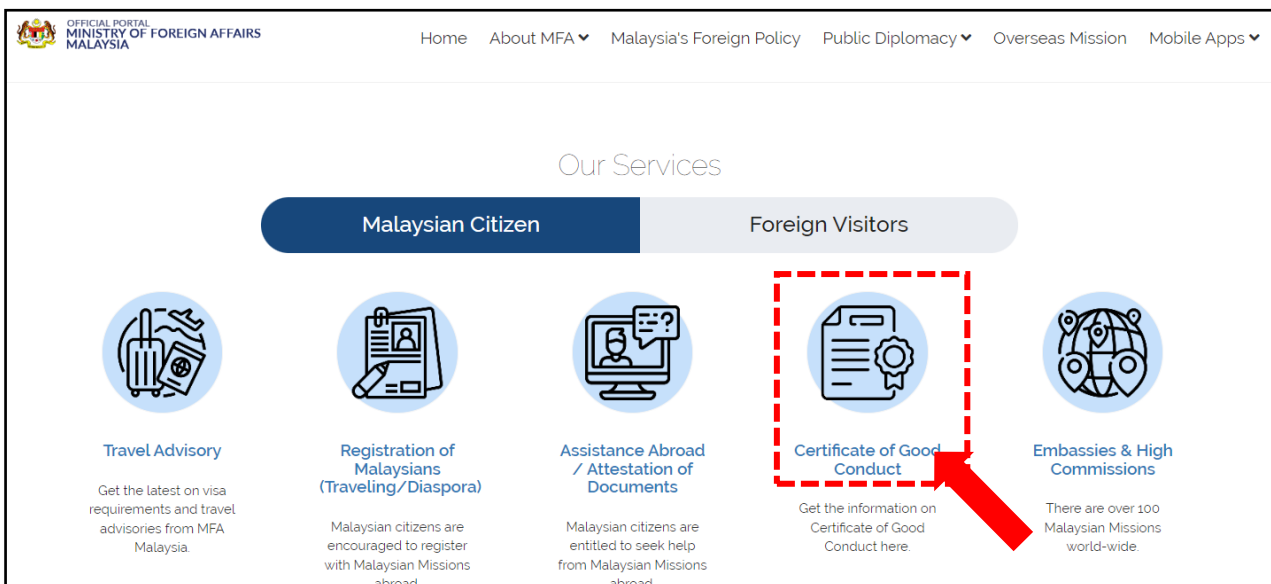 OFFICIAL PORTAL
MINISTRY OF FOREIGN AFFAIRS
MALAYSIA
Home About MFA Malaysia's Foreign Policy Public Diplomacy Overseas Mission Mobile Apps
Our Services
Malaysian Citizen Foreign Visitors
Travel Advisory
Get the latest on visa
requirements and travel
advisories from MFA
Malaysia.
Registration of
Malaysians
(Traveling/Diaspora)
Malaysian citizens are
encouraged to register
with Malaysian Missions
abroad
Assistance Abroad
/ Attestation of
Documents
Malaysian citizens are
entitled to seek help
from Malaysian Missions
abroad
Certificate of Good
Conduct
Get the information on
Certificate of Good
Conduct here.
Embassies & High
Commissions
There are over 100
Malaysian Missions
world-wide.